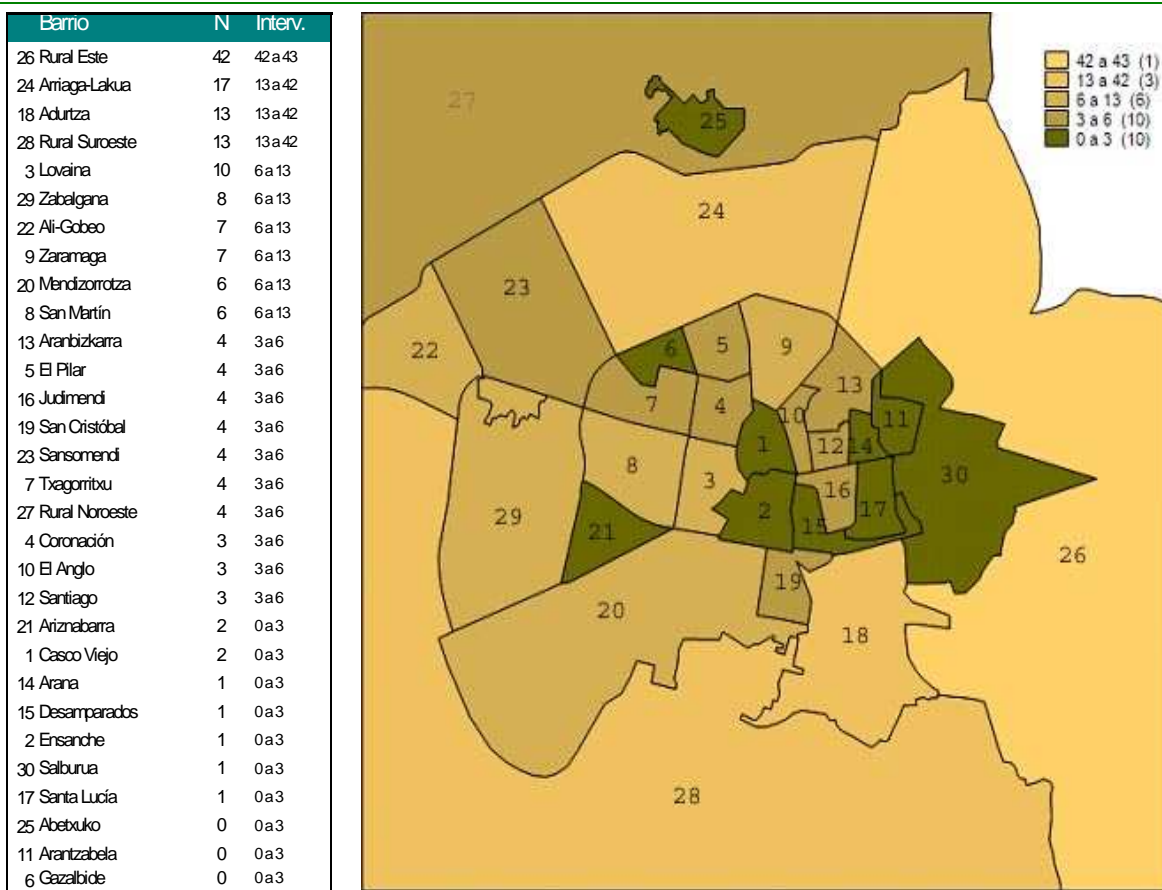 Barrio N Interv.
26 Rural Este 42 42 a 43
24 Arriaga-Lakua 17 13 a 42
18 Adurtza 13 13 a 42
28 Rural Suroeste 13 13 a 42
3 Lovaina 10 6 a 13
29 Zabalgana 8 6 a 13
22 Ali-Gobeo 7 6 a 13
9 Zaramaga 7 6 a 13
20 Mendizorrotza 6 6 a 13
8 San Martín 6 6 a 13
13 Aranbizkarra 4 3 a 6
5 El Pilar 4 3 a 6
16 Judimendi 4 3 a 6
19 San Cristóbal 4 3 a 6
23 Sansomendi 4 3 a 6
7 Txagorritxu 4 3 a 6
27 Rural Noroeste 4 3 a 6
4 Coronación 3 3 a 6
10 El Anglo 3 3 a 6
12 Santiago 3 3 a 6
21 Ariznabarra 2 0 a 3
1 Casco Viejo 2 0 a 3
14 Arana 1 0 a 3
15 Desamparados 1 0 a 3
2 Ensanche 1 0 a 3
30 Salburua 1 0 a 3
17 Santa Lucía 1 0 a 3
25 Abetxuko 0 0 a 3
11 Arantzabela 0 0 a 3
6 Gazalbide 0 0 a 3
42 a 43 (1)
13 a 42 (3)
6 a 13 (6)
3 a 6 (10)
0 a 3 (10)
27
25
24
23
22
6
5
9
13
7
4
10
11
1
12
14
8
3
16
30
29
21
2
15
17
26
19
20
18
28